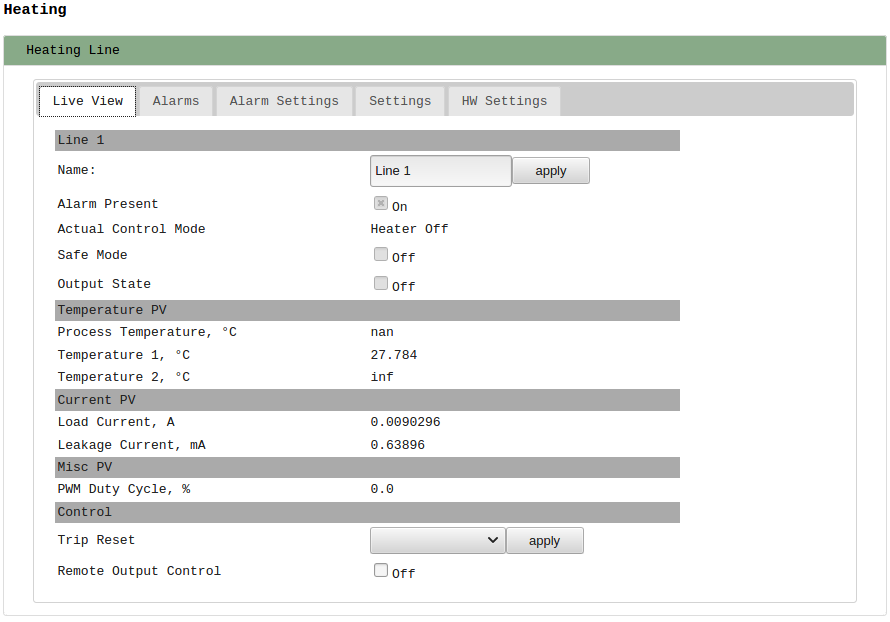 Heating
Heating Line
Live View Alarms Alarm Settings Settings HW Settings
Line 1
Name: Line 1 apply
Alarm Present On
Actual Control Mode Heater Off
Safe Mode Off
Output State Off
Temperature PV
Process Temperature, °C nan
Temperature 1, °C 27.784
Temperature 2, °C inf
Current PV
Load Current, A 0.0090296
Leakage Current, mA 0.63896
Misc PV
PWM Duty Cycle, % 0.0
Control
Trip Reset apply
Remote Output Control Off